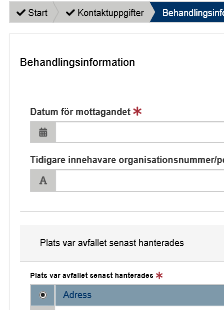 Start
Kontaktuppgifter
Behandlingsinfo
Behandlingsinformation
Datum för mottagandet *
Tidigare innehavare organisationsnummer/pe
A
Plats var avfallet senast hanterades
Plats var avfallet senast hanterades *
Adress